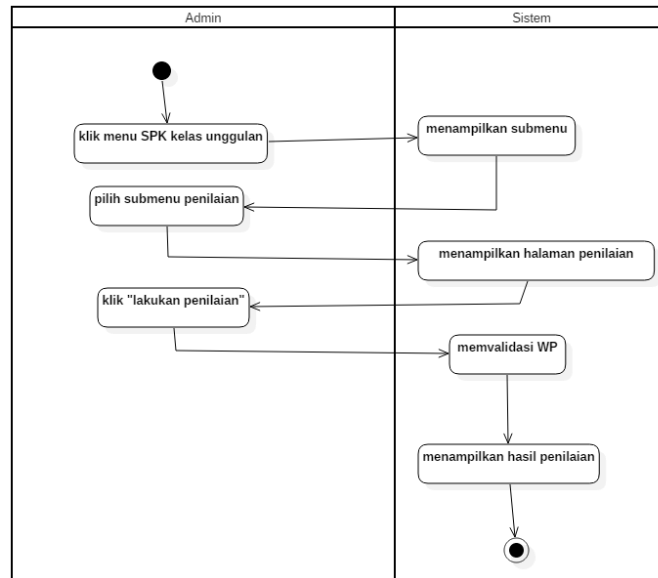 Admin
Sistem
klik menu SPK kelas unggulan
menampilkan submenu
pilih submenu penilaian
menampilkan halaman penilaian
klik "lakukan penilaian"
memvalidasi WP
menampilkan hasil penilaian